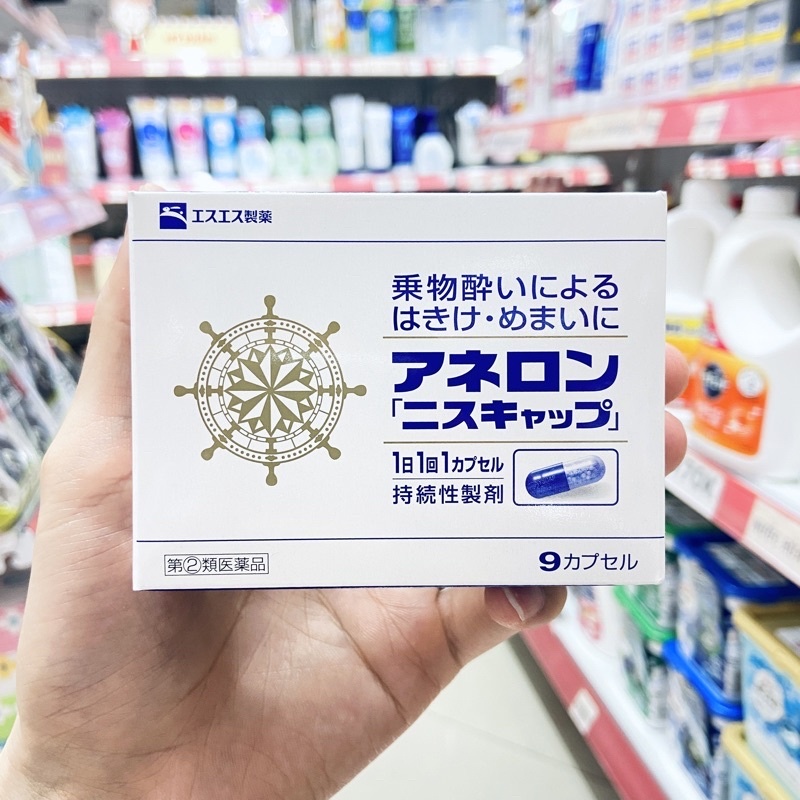 エスエス製薬
乗物酔いによる
はきけ・めまいに
アネロン
「ニスキャップ」
1日1回1カプセル
持続性製剤
指②類医薬品
9カプセル